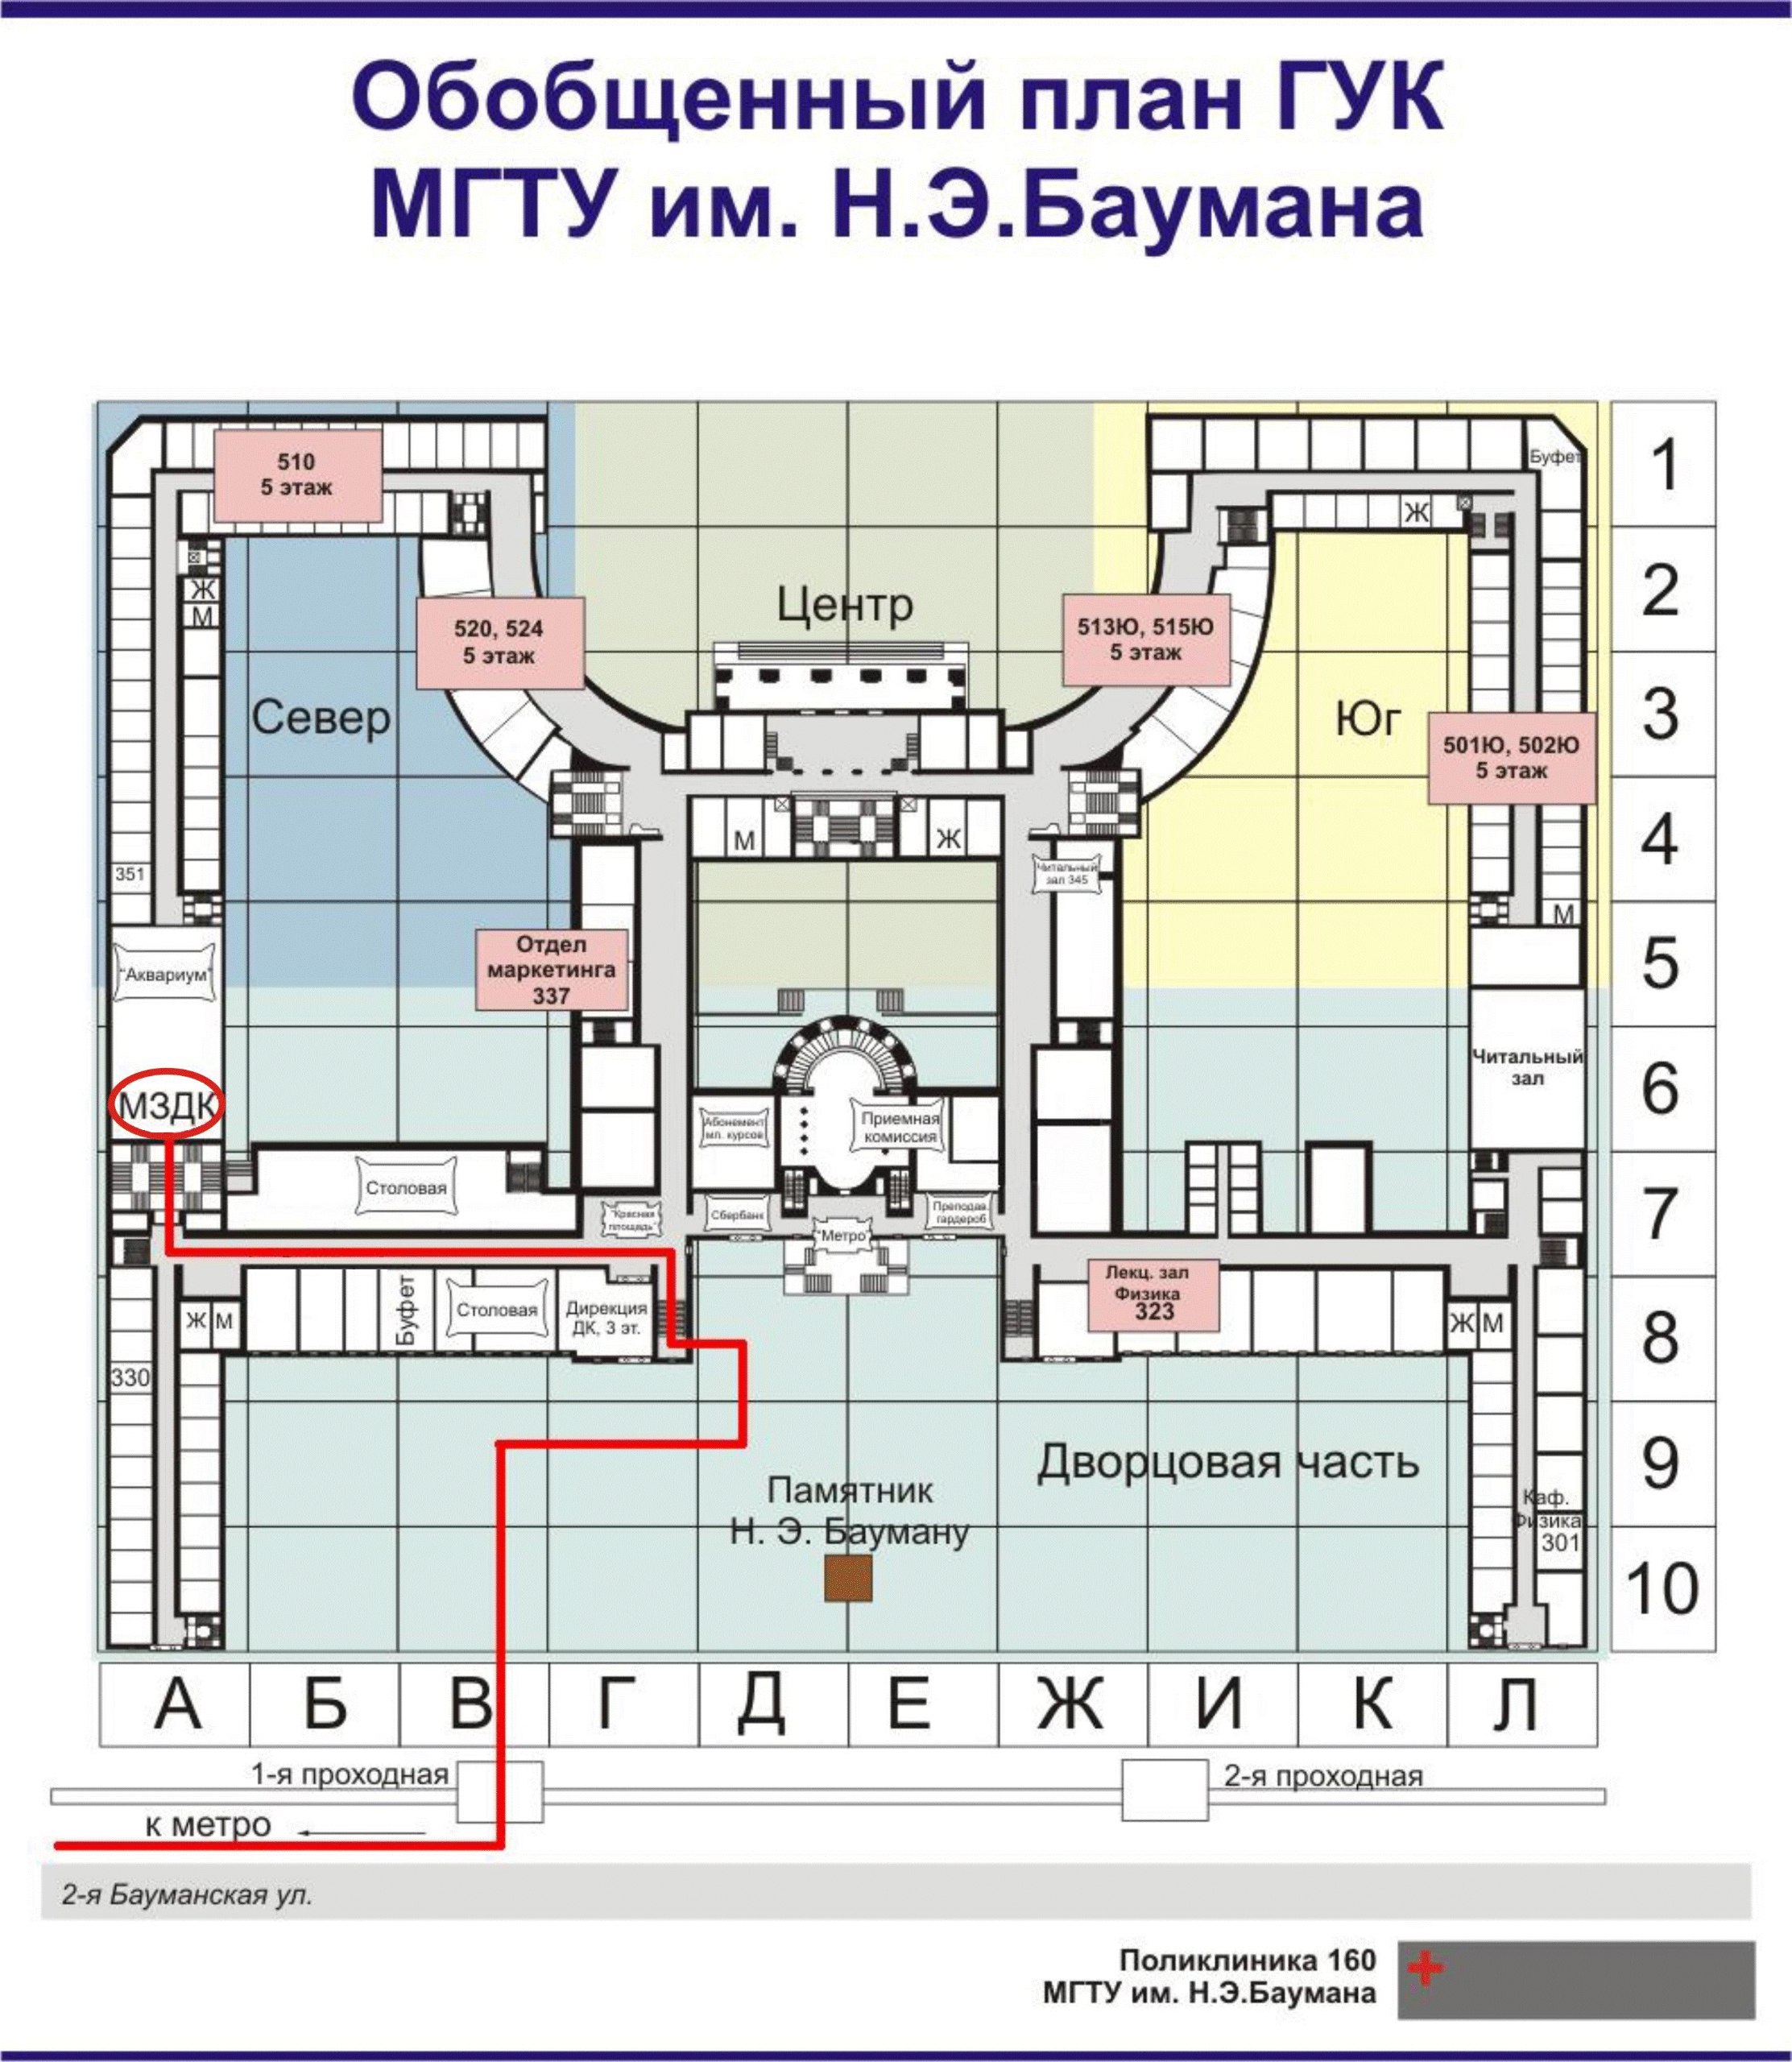 Обобщенный план ГУК
МГТУ им. Н.Э.Баумана
1
Буфет
510
5 этаж
Ж
2
Ж
М
Центр
520, 524
5 этаж
513Ю, 515Ю
5 этаж
Север
Юг
3
501Ю, 502Ю
5 этаж
М
Ж
4
351
Читальный
зал 345
М
"Аквариум"
Отдел
маркетинга
337
5
Читальный
зал
6
МЗДК
Абонемент
мл. курсов
Приемная
комиссия
Столовая
"Красная
площадь"
Сбербанк
Преподав.
гардероб
"Метро"
7
Лекц. зал
Физика
323
Ж М
Буфет
Столовая
Дирекция
ДК, 3 эт.
Ж М
8
330
Дворцовая часть
9
Памятник
Н. Э. Бауману
Каф.
Физика
301
10
А Б В Г Д Е Ж И К Л
1-я проходная
2-я проходная
к метро
2-я Бауманская ул.
Поликлиника 160
МГТУ им. Н.Э.Баумана